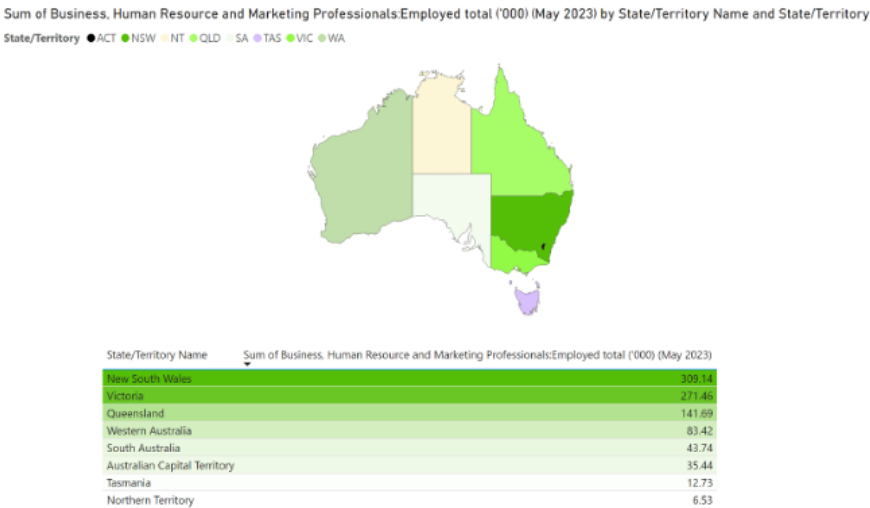 Sum of Business, Human Resource and Marketing Professionals:Employed total ('000) (May 2023) by State/Territory Name and State/Territory
State/Territory ACT NSW NT QLD SA TAS VIC WA
State/Territory Name Sum of Business, Human Resource and Marketing Professionals:Employed total ('000) (May 2023)
New South Wales 309.14
Victoria 271.46
Queensland 141.69
Western Australia 83.42
South Australia 43.74
Australian Capital Territory 35.44
Tasmania 12.73
Northern Territory 6.53